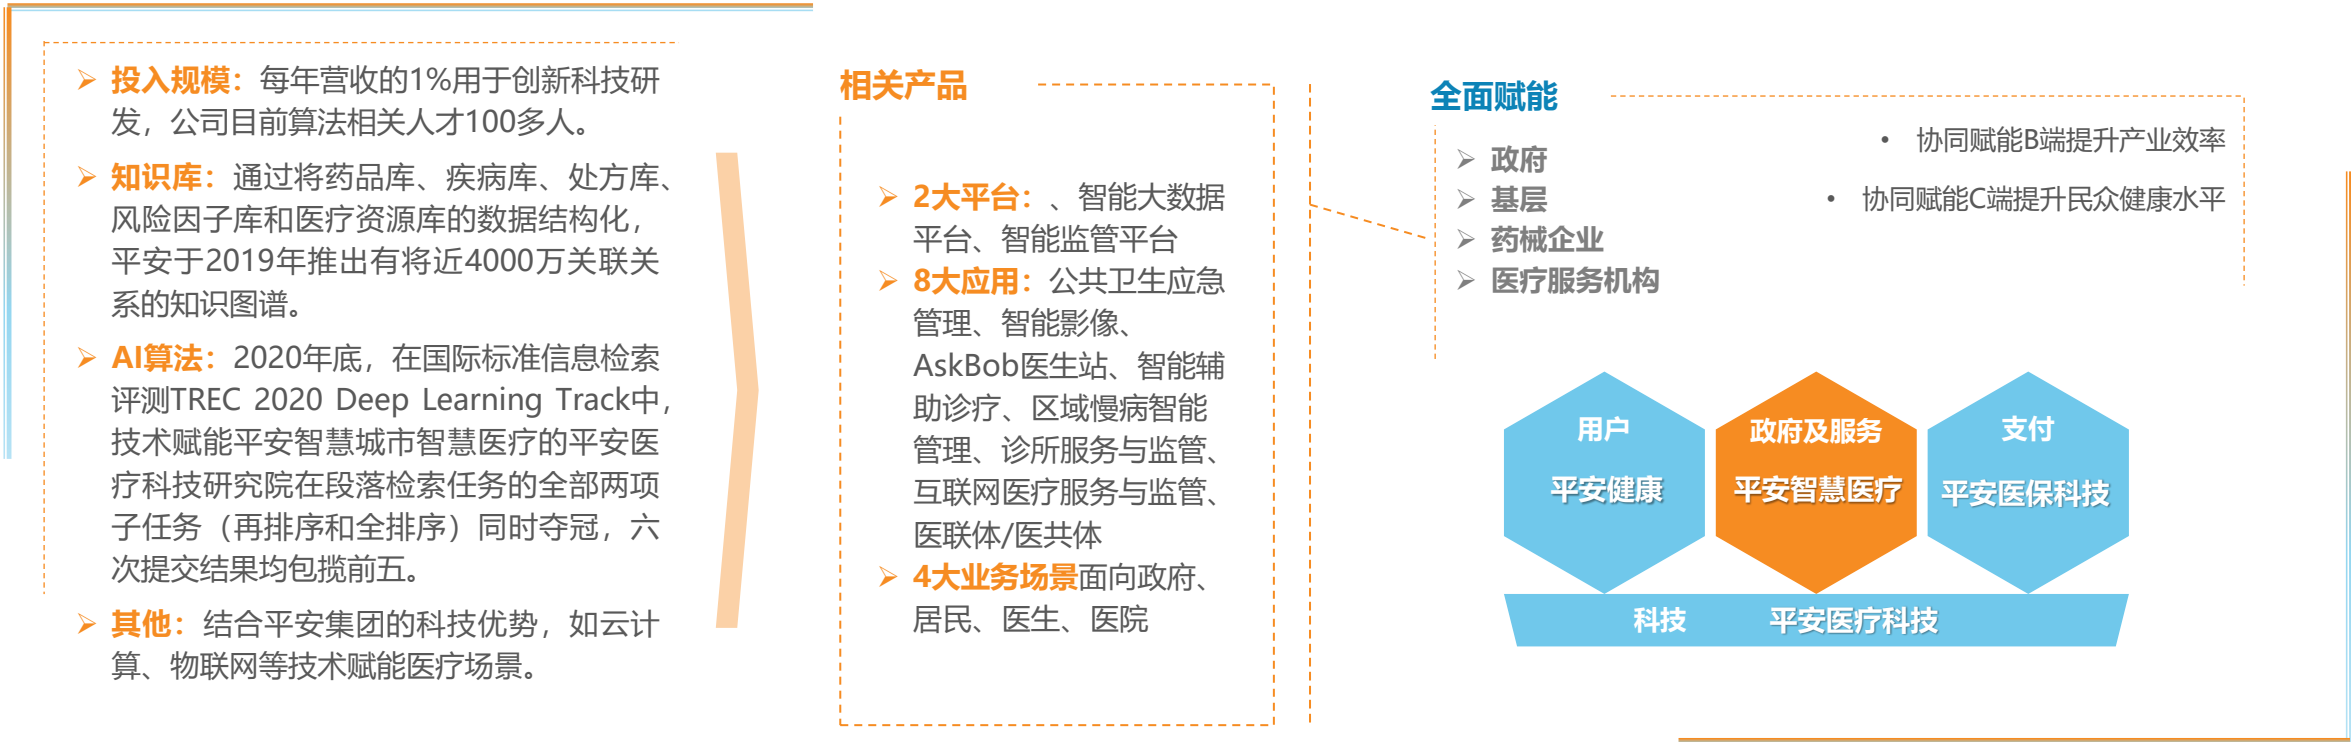 投入规模：每年营收的1%用于创新科技研
发，公司目前算法相关人才100多人。
知识库：通过将药品库、疾病库、处方库、
风险因子库和医疗资源库的数据结构化，
平安于2019年推出有将近4000万关联关
系的知识图谱。
AI算法：2020年底，在国际标准信息检索
评测TREC 2020 Deep Learning Track中，
技术赋能平安智慧城市智慧医疗的平安医
疗科技研究院在段落检索任务的全部两项
子任务（再排序和全排序）同时夺冠，六
次提交结果均包揽前五。
其他：结合平安集团的科技优势，如云计
算、物联网等技术赋能医疗场景。
相关产品
2大平台：、智能大数据
平台、智能监管平台
8大应用：公共卫生应急
管理、智能影像、
AskBob医生站、智能辅
助诊疗、区域慢病智能
管理、诊所服务与监管、
互联网医疗服务与监管、
医联体/医共体
4大业务场景面向政府、
居民、医生、医院
全面赋能
政府
基层
药械企业
医疗服务机构
• 协同赋能B端提升产业效率
• 协同赋能C端提升民众健康水平
用户
平安健康
政府及服务
平安智慧医疗
支付
平安医保科技
科技 平安医疗科技